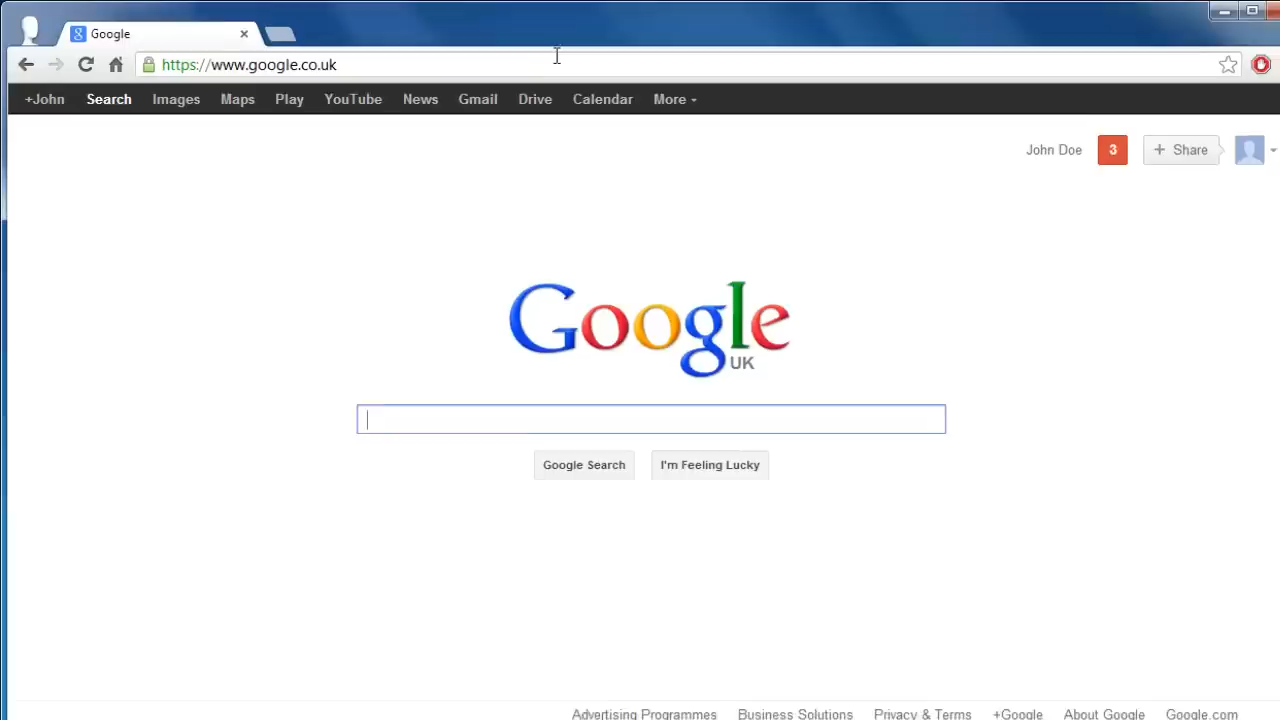 Google
https://www.google.co.uk
+John Search Images Maps Play YouTube News Gmail Drive Calendar More
John Doe 3 + Share
Google
UK
Google Search I'm Feeling Lucky
Advertising Programmes Business Solutions Privacy & Terms +Google About Google Google.com